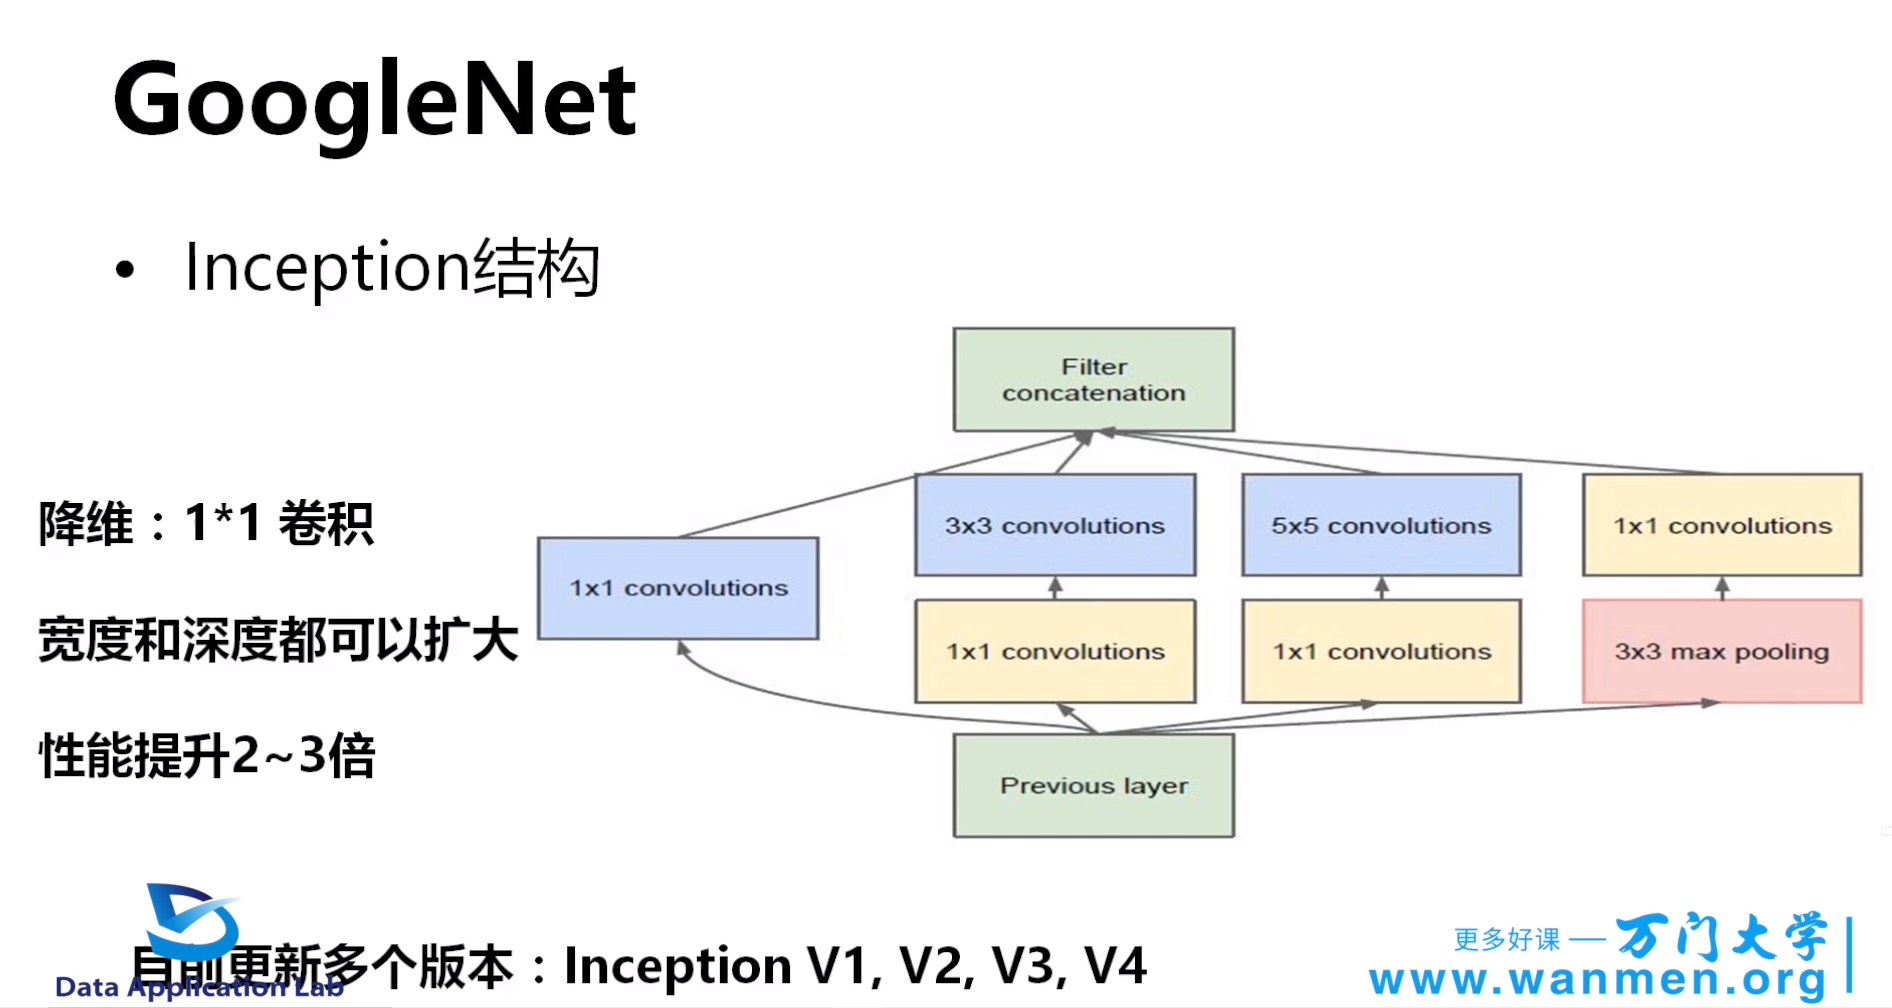 GoogleNet
• Inception结构
Filter
concatenation
降维：1*1 卷积
3x3 convolutions
5x5 convolutions
1x1 convolutions
1x1 convolutions
宽度和深度都可以扩大
1x1 convolutions
1x1 convolutions
3x3 max pooling
性能提升2~3倍
Previous layer
目前更新多个版本：Inception V1, V2, V3, V4
Data Application Lab
更多好课 — 万门大学
www.wanmen.org